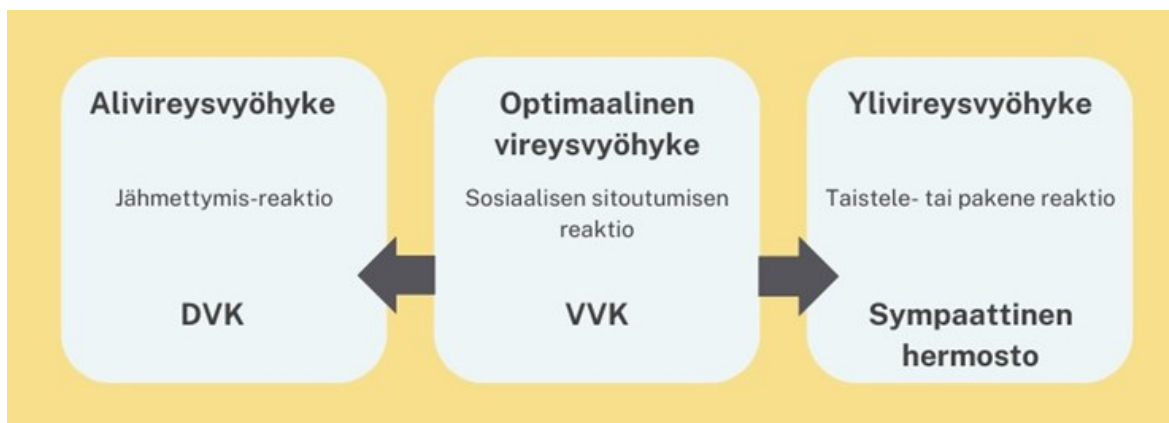 Alivireysvyöhyke
Jähmettymis-reaktio
DVK
Optimaalinen
vireysvyöhyke
Sosiaalisen sitoutumisen
reaktio
VVK
Ylivireysvyöhyke
Taistele- tai pakene reaktio
Sympaattinen
hermosto